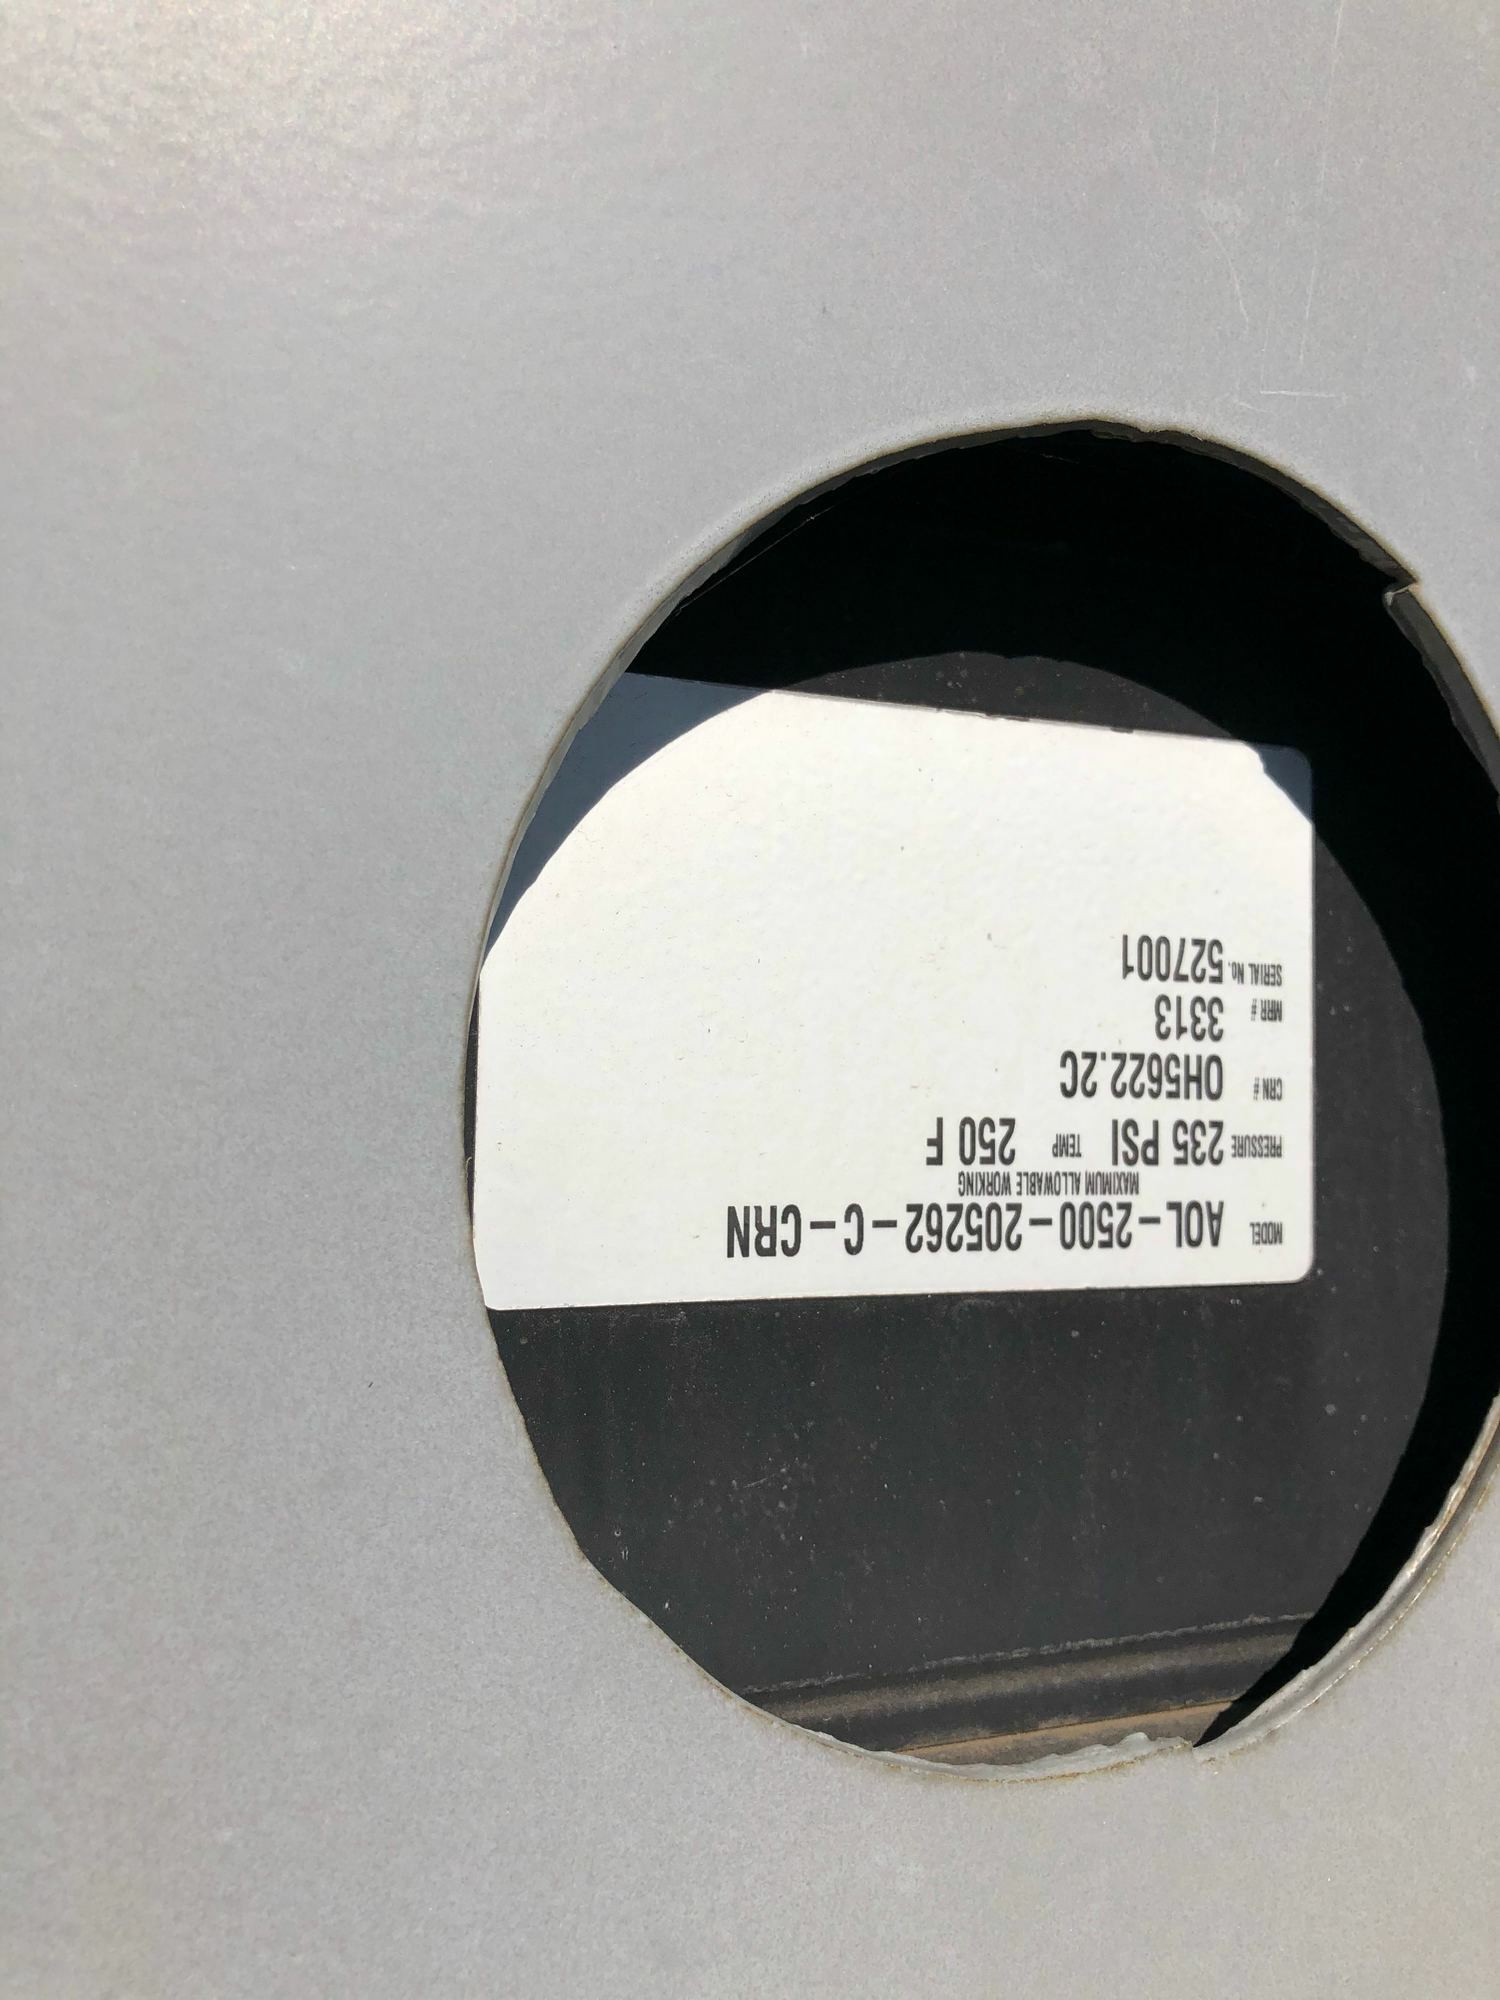 MODEL AOL-2500-205262-C-CRN
MAXIMUM ALLOWABLE WORKING
PRESSURE 235 PSI TEMP 250 F
CRN # 0H5622.2C
MRR # 3313
SERIAL No. 527001